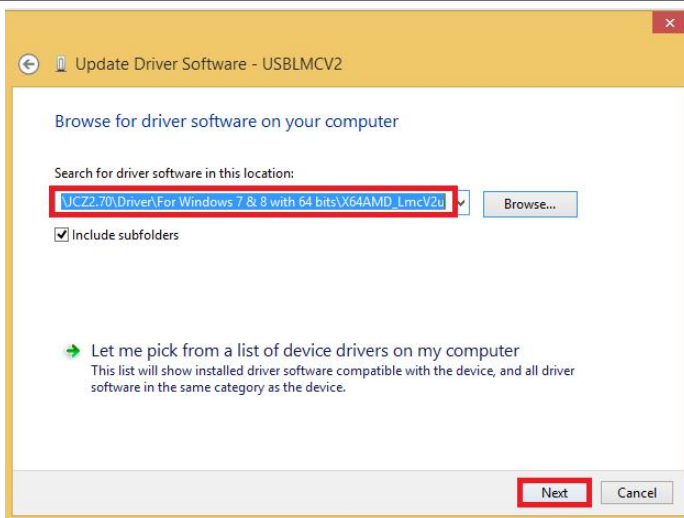 Update Driver Software - USBLMCV2
Browse for driver software on your computer
Search for driver software in this location:
\JCZ2.70\Driver\For Windows 7 & 8 with 64 bits\X64AMD_LmcV2u
Browse...
Include subfolders
Let me pick from a list of device drivers on my computer
This list will show installed driver software compatible with the device, and all driver
software in the same category as the device.
Next
Cancel